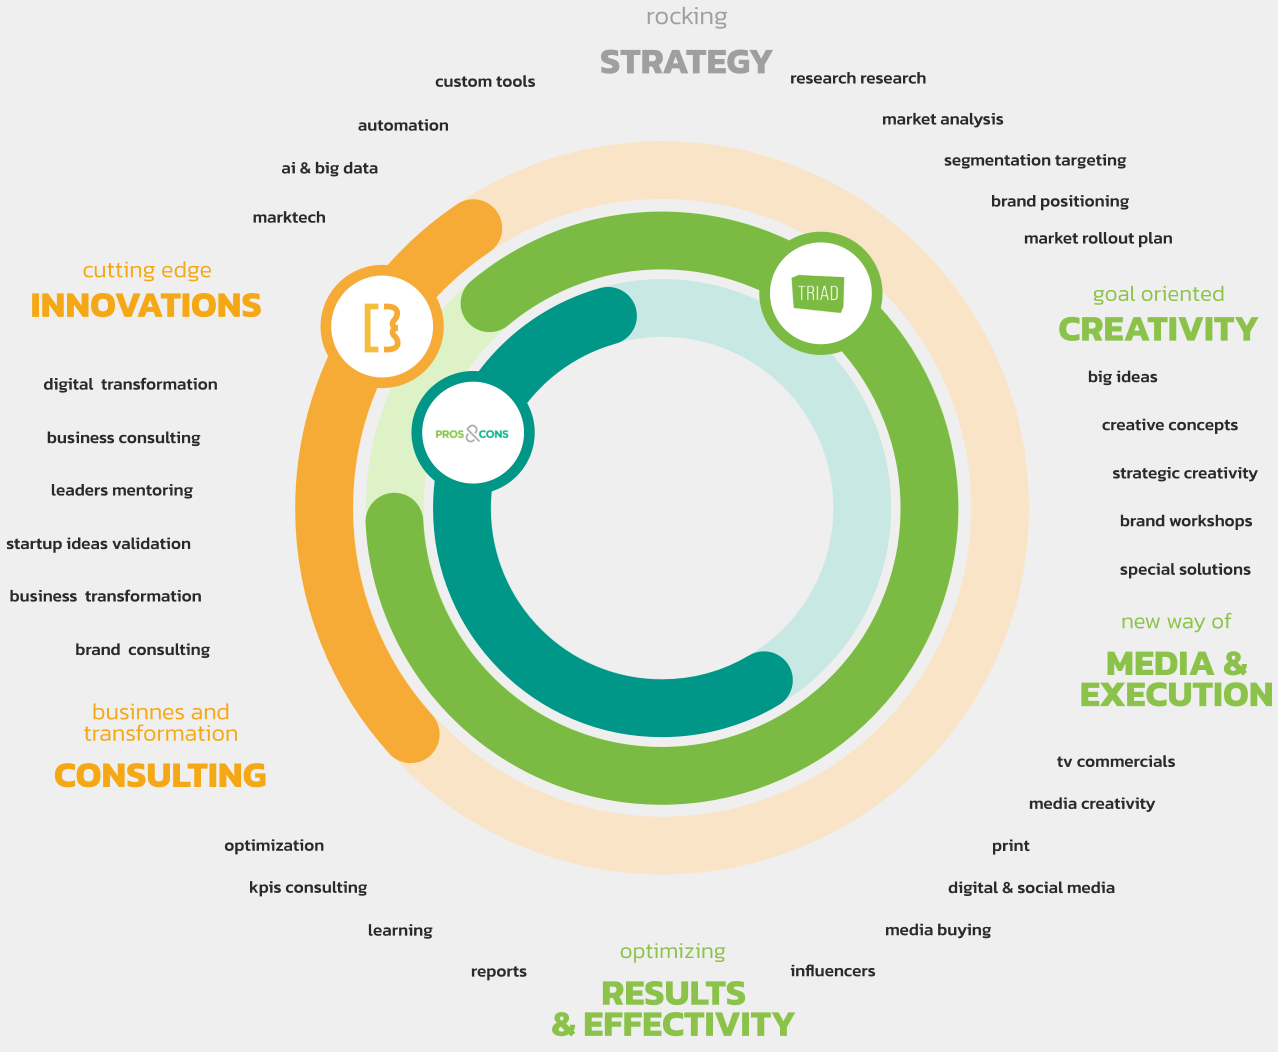 rocking
STRATEGY
research research
market analysis
segmentation targeting
brand positioning
market rollout plan
goal oriented
CREATIVITY
big ideas
creative concepts
strategic creativity
brand workshops
special solutions
new way of
MEDIA &
EXECUTION
tv commercials
media creativity
print
digital & social media
media buying
influencers
optimizing
RESULTS
& EFFECTIVITY
reports
learning
kpis consulting
optimization
businnes and
transformation
CONSULTING
brand consulting
business transformation
startup ideas validation
leaders mentoring
business consulting
digital transformation
cutting edge
INNOVATIONS
marktech
ai & big data
automation
custom tools
TRIAD
PROS&CONS